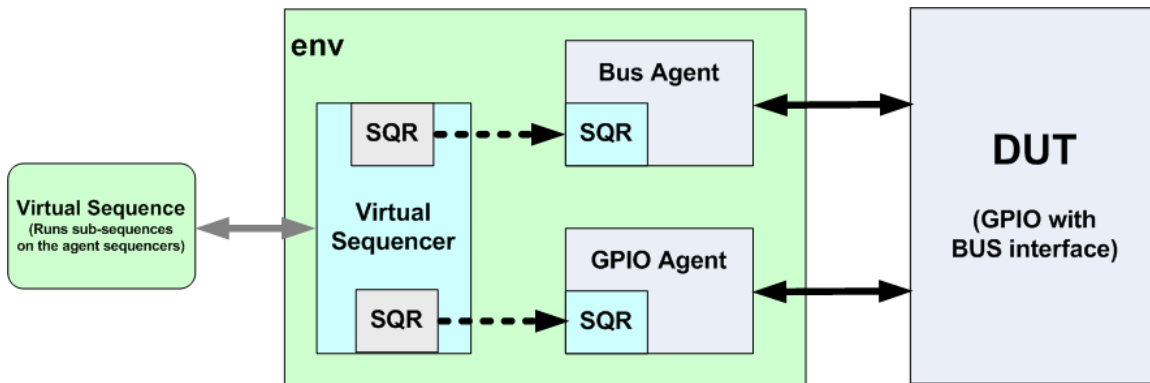 env
Virtual Sequence
(Runs sub-sequences
on the agent sequencers)
SQR
Virtual
Sequencer
SQR
Bus Agent
SQR
GPIO Agent
SQR
DUT
(GPIO with
BUS interface)